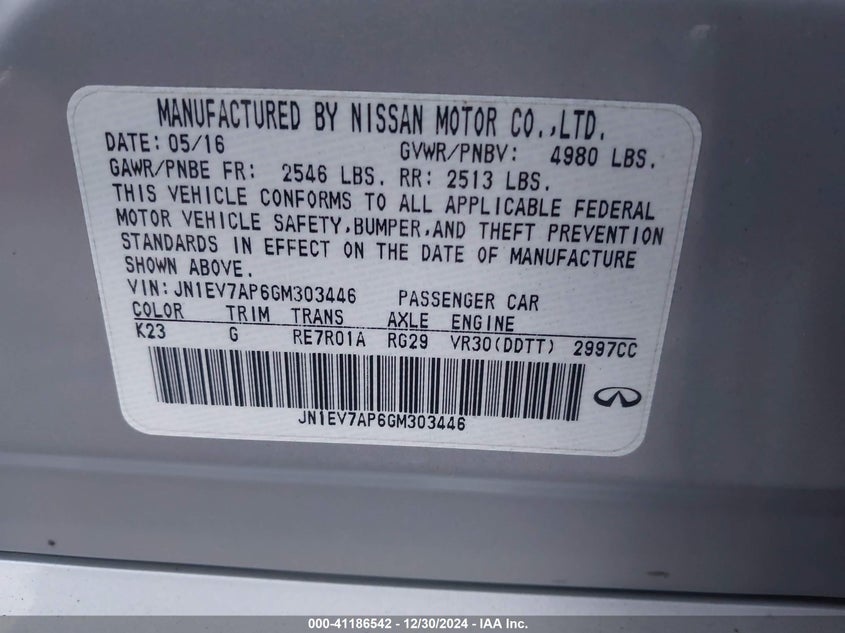 MANUFACTURED BY NISSAN MOTOR CO.,LTD.
DATE: 05/16 GVWR/PNBV: 4980 LBS.
GAWR/PNBE FR: 2546 LBS. RR: 2513 LBS.
THIS VEHICLE CONFORMS TO ALL APPLICABLE FEDERAL
MOTOR VEHICLE SAFETY,BUMPER,AND THEFT PREVENTION
STANDARDS IN EFFECT ON THE DATE OF MANUFACTURE
SHOWN ABOVE.
VIN: JN1EV7AP6GM303446 PASSENGER CAR
COLOR TRIM TRANS AXLE ENGINE
K23 G RE7R01A RG29 VR30(DDTT) 2997CC
JN1EV7AP6GM303446
000-41186542 - 12/30/2024 - IAA Inc.